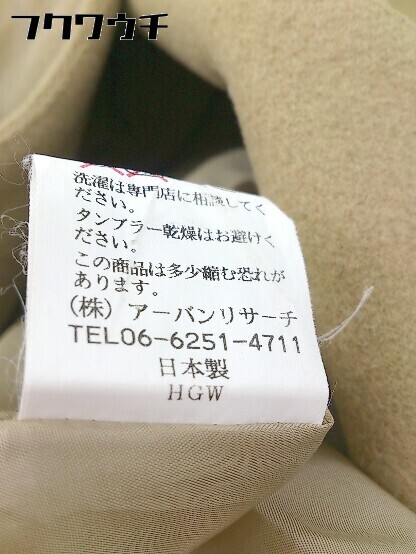 フクワウチ
洗濯は専門店に相談してく
ださい。
タンブラー乾燥はお避けく
ださい。
この商品は多少縮む恐れが
あります。
(株) アーバンリサーチ
TEL06-6251-4711
日本製
HGW